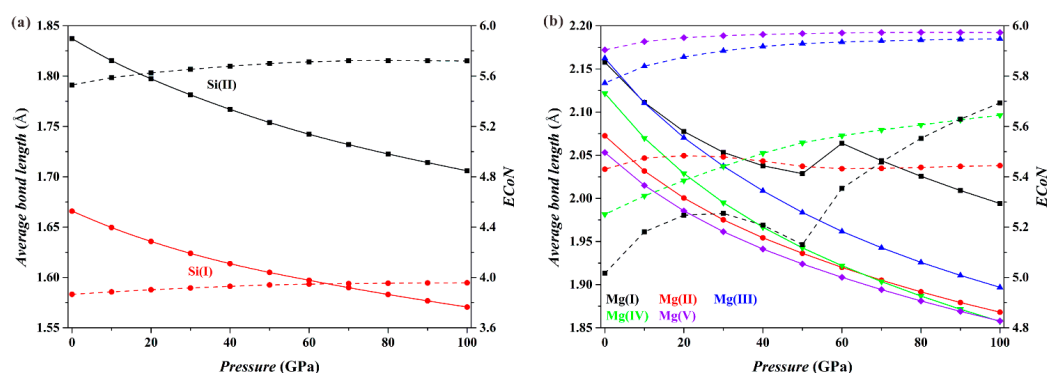 (a)
1.85
1.80
1.75
1.70
1.65
1.60
1.55
Average bond length (Å)
Si(II)
Si(I)
6.0
5.6
5.2
4.8
4.4
4.0
3.6
ECoN
0 20 40 60 80 100
Pressure (GPa)
(b)
2.20
2.15
2.10
2.05
2.00
1.95
1.90
1.85
Average bond length (Å)
Mg(I) Mg(II) Mg(III)
Mg(IV) Mg(V)
6.0
5.8
5.6
5.4
5.2
5.0
4.8
ECoN
0 20 40 60 80 100
Pressure (GPa)